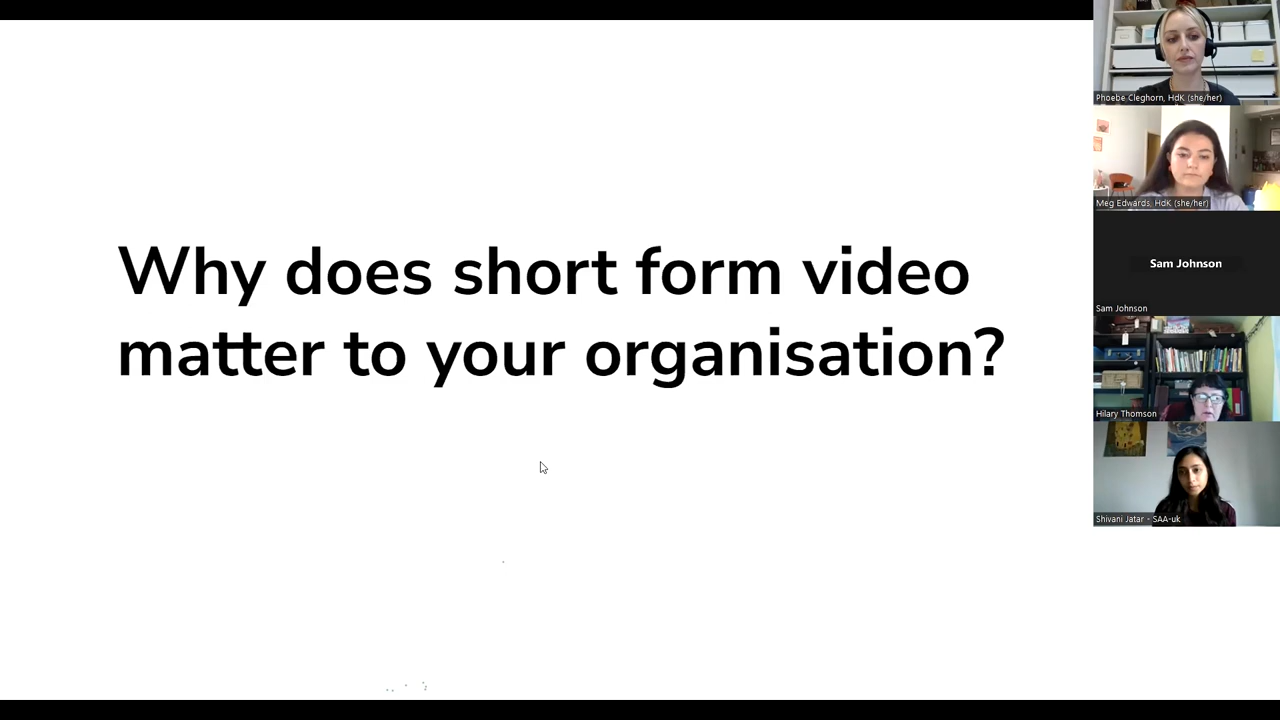 Why does short form video
matter to your organisation?
Phoebe Cleghorn, HdK (she/her)
Meg Edwards, HdK (she/her)
Sam Johnson
Sam Johnson
Hilary Thomson
Shivani Jatar - SAA-uk